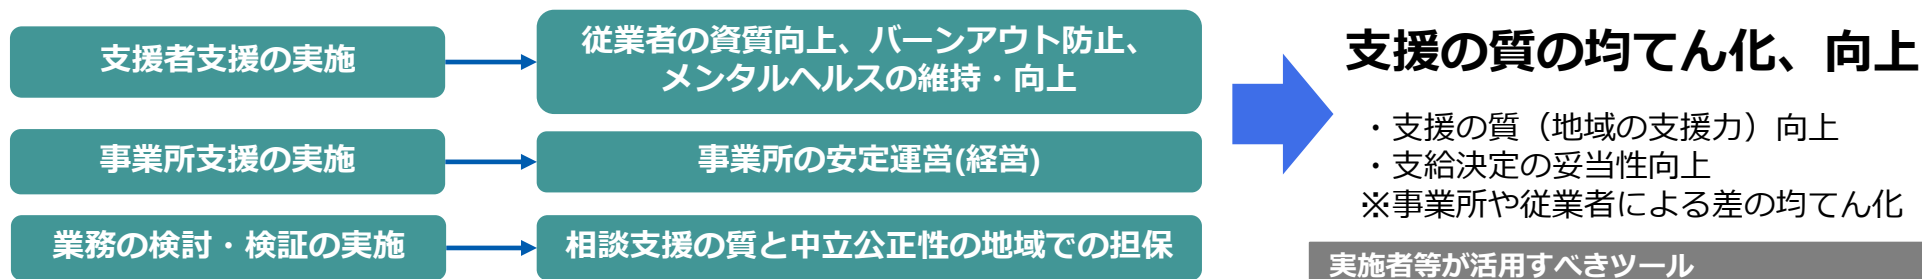 支援者支援の実施
従業者の資質向上、バーンアウト防止、
メンタルヘルスの維持・向上
事業所支援の実施
事業所の安定運営(経営)
業務の検討・検証の実施
相談支援の質と中立公正性の地域での担保
支援の質の均てん化、向上
・支援の質（地域の支援力）向上
・支給決定の妥当性向上
※事業所や従業者による差の均てん化
実施者等が活用すべきツール